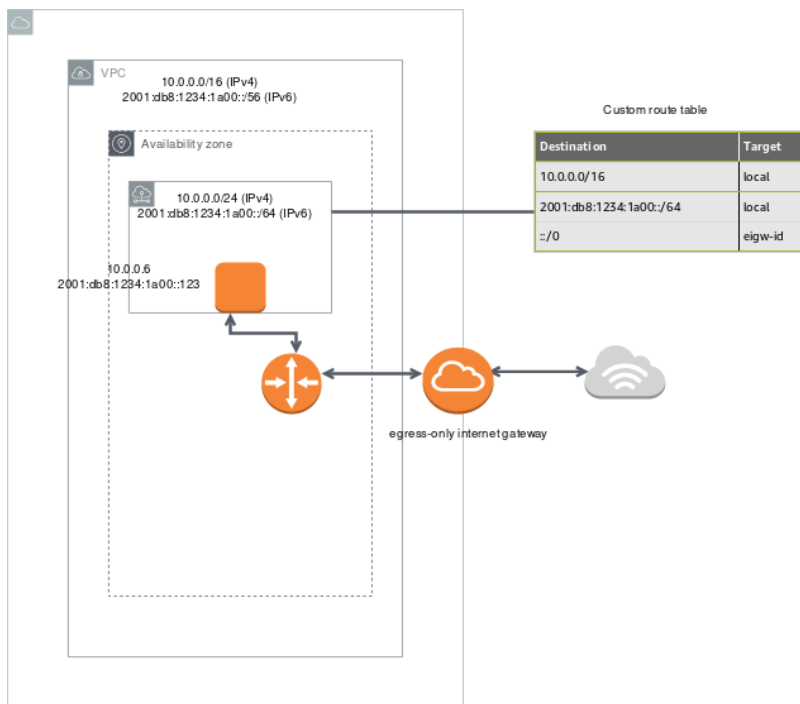 VPC
10.0.0.0/16 (IPv4)
2001:db8:1234:1a00::/56 (IPv6)
Availability zone
10.0.0.0/24 (IPv4)
2001:db8:1234:1a00::/64 (IPv6)
10.0.0.6
2001:db8:1234:1a00::123
egress-only internet gateway
Custom route table
Destination Target
10.0.0.0/16 local
2001:db8:1234:1a00::/64 local
::/0 eigw-id